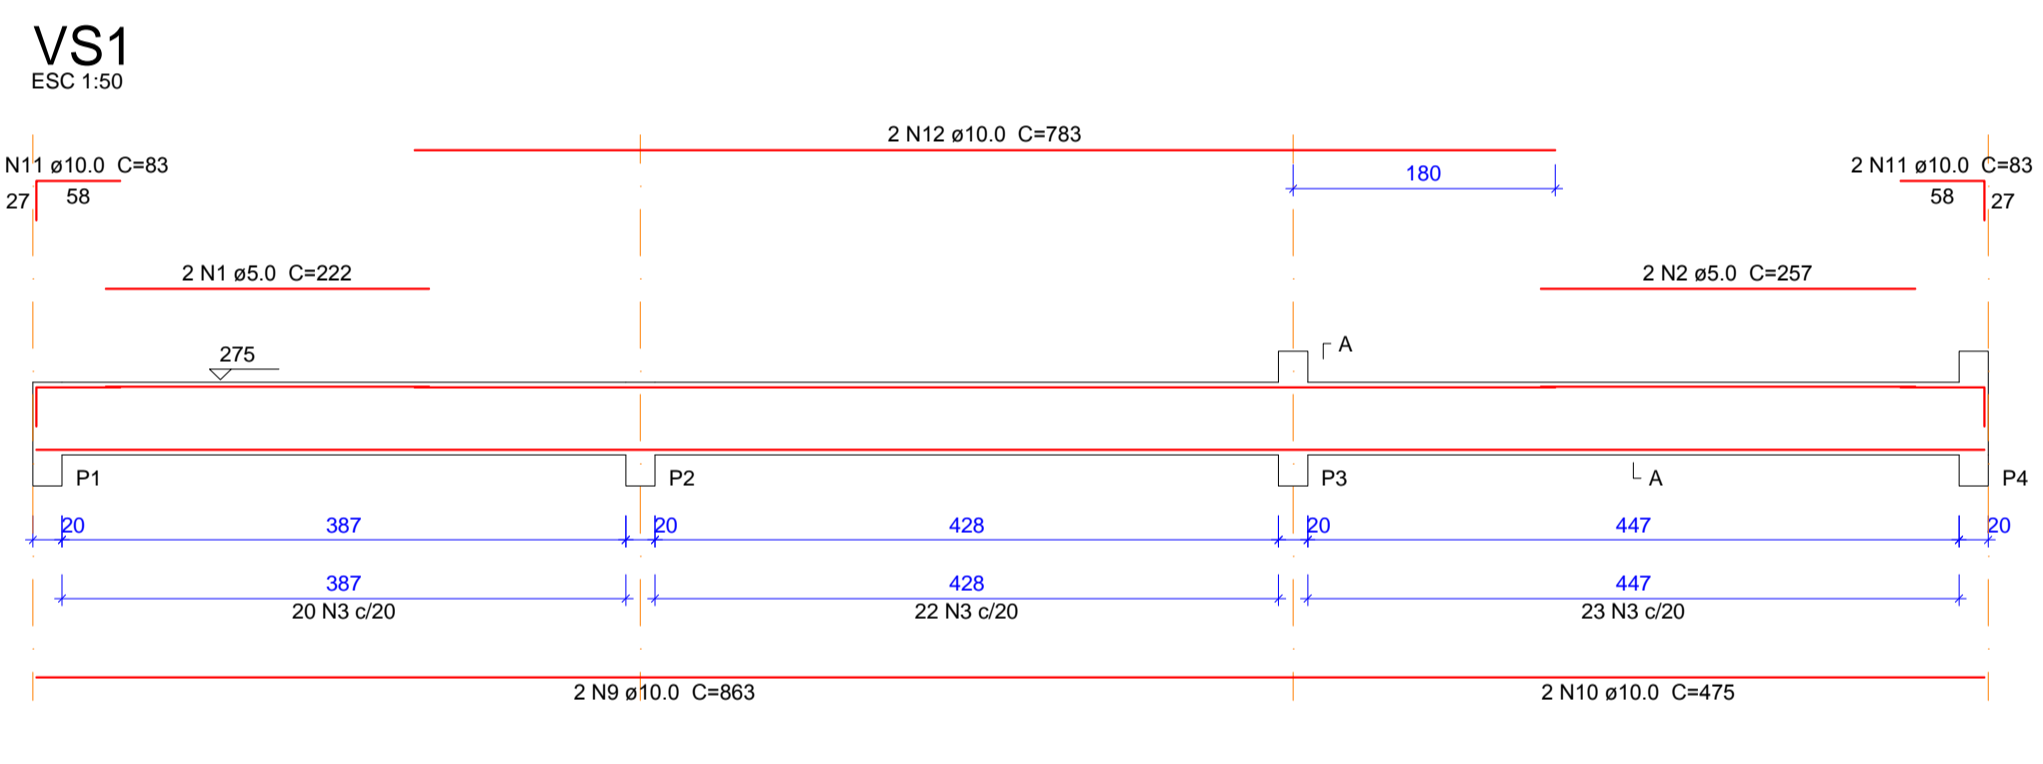 VS1
ESC 1:50
2 N12 ø10.0 C=783
N11 ø10.0 C=83
180
2 N11 ø10.0 C=83
27
58
58
27
2 N1 ø5.0 C=222
2 N2 ø5.0 C=257
275
A
P1
P2
P3
A
P4
20
387
20
428
20
447
20
387
428
447
20 N3 c/20
22 N3 c/20
23 N3 c/20
2 N9 ø10.0 C=863
2 N10 ø10.0 C=475